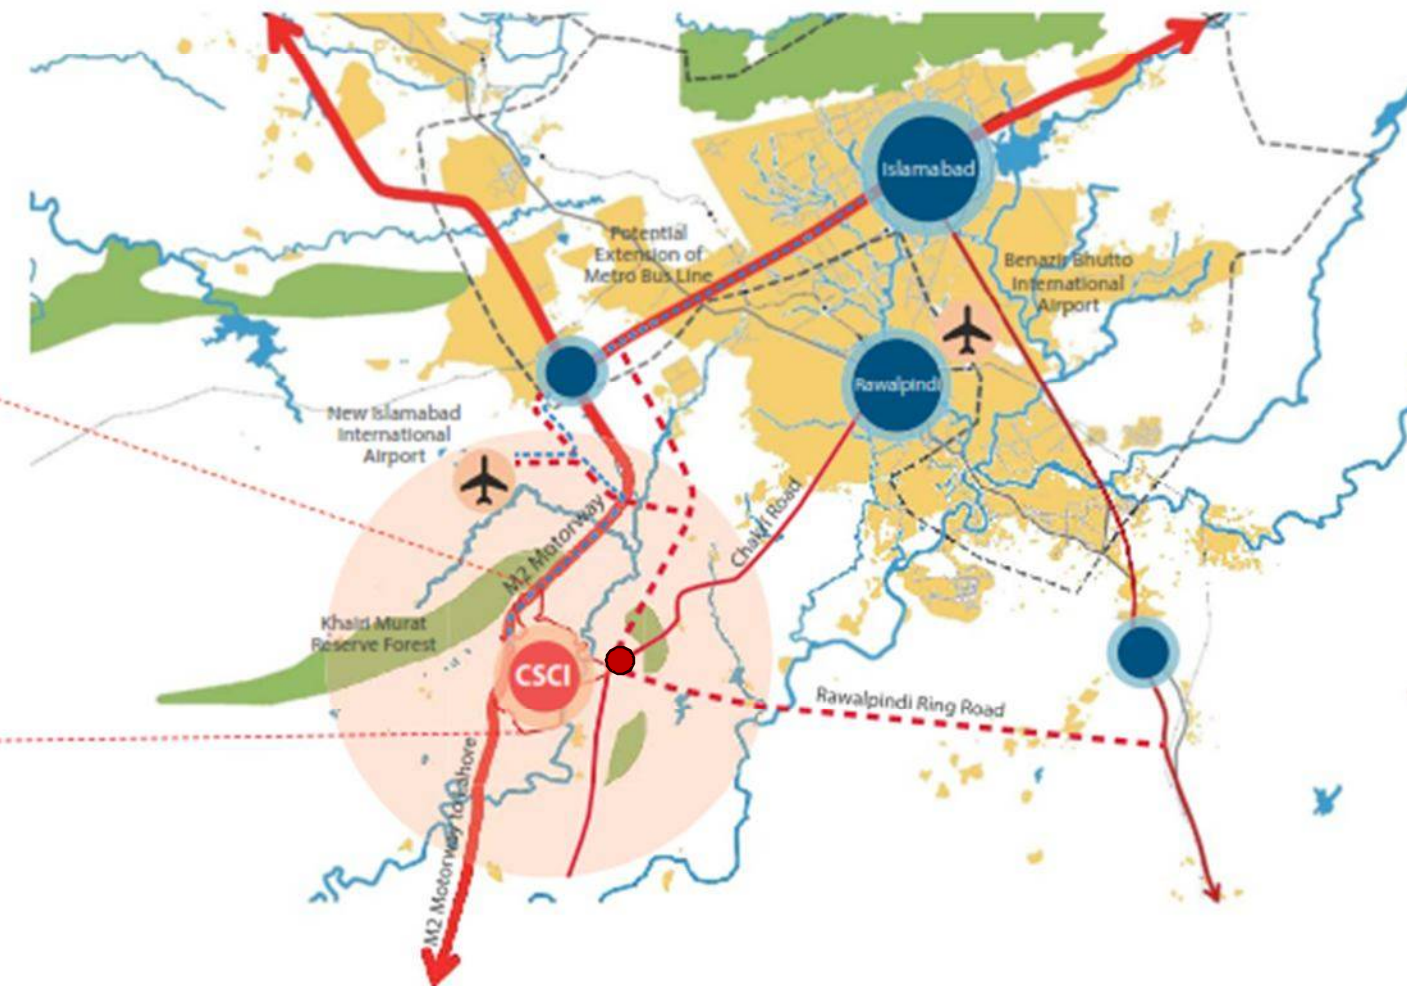 Islamabad
Potential
Extension of
Metro Bus Line
Benazir Bhutto
International
Airport
Rawalpindi
New Islamabad
International
Airport
Chakri Road
M2 Motorway
Khairi Murat
Reserve Forest
CSCI
Rawalpindi Ring Road
M2 Motorway to Lahore